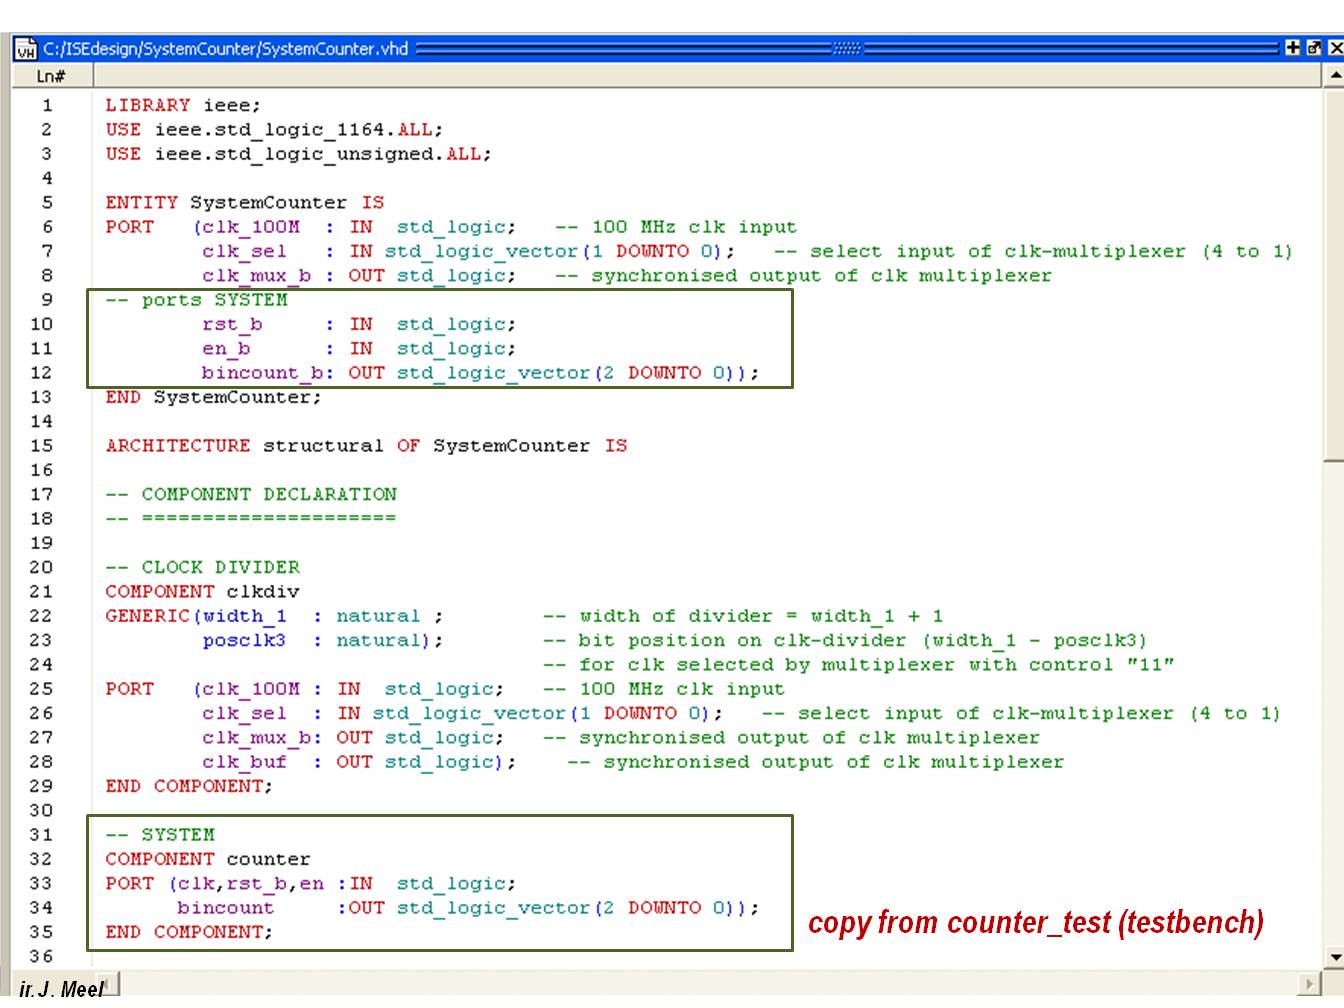 C:/ISEdesign/SystemCounter/SystemCounter.vhd
Ln#
1 LIBRARY ieee;
2 USE ieee.std_logic_1164.ALL;
3 USE ieee.std_logic_unsigned.ALL;
4
5 ENTITY SystemCounter IS
6 PORT (clk_100M : IN std_logic; -- 100 MHz clk input
7 clk_sel : IN std_logic_vector(1 DOWNTO 0); -- select input of clk-multiplexer (4 to 1)
8 clk_mux_b : OUT std_logic; -- synchronised output of clk multiplexer
9 -- ports SYSTEM
10 rst_b : IN std_logic;
11 en_b : IN std_logic;
12 bincount_b: OUT std_logic_vector(2 DOWNTO 0));
13 END SystemCounter;
14
15 ARCHITECTURE structural OF SystemCounter IS
16
17 -- COMPONENT DECLARATION
18 -- =====================
19
20 -- CLOCK DIVIDER
21 COMPONENT clkdiv
22 GENERIC(width_1 : natural ; -- width of divider = width_1 + 1
23 posclk3 : natural); -- bit position on clk-divider (width_1 - posclk3)
24 -- for clk selected by multiplexer with control "11"
25 PORT (clk_100M : IN std_logic; -- 100 MHz clk input
26 clk_sel : IN std_logic_vector(1 DOWNTO 0); -- select input of clk-multiplexer (4 to 1)
27 clk_mux_b: OUT std_logic; -- synchronised output of clk multiplexer
28 clk_buf : OUT std_logic); -- synchronised output of clk multiplexer
29 END COMPONENT;
30
31 -- SYSTEM
32 COMPONENT counter
33 PORT (clk,rst_b,en :IN std_logic;
34 bincount :OUT std_logic_vector(2 DOWNTO 0));
35 END COMPONENT;
36
copy from counter_test (testbench)
ir.J. Meel